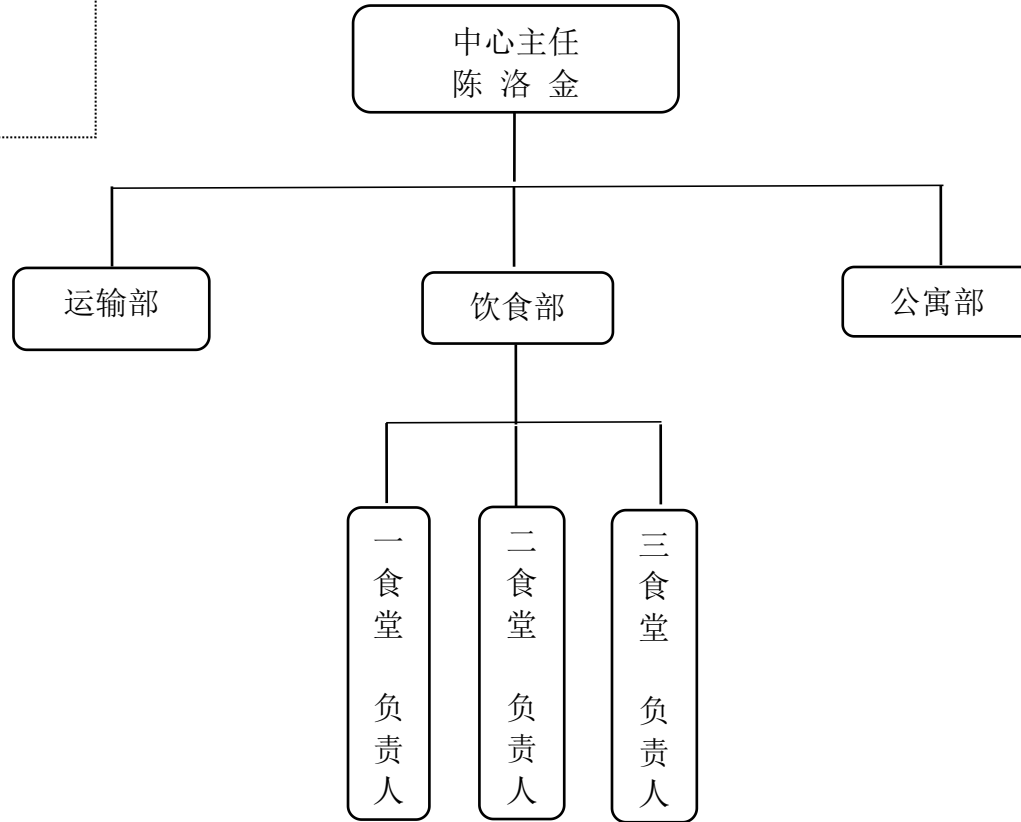 中心主任
陈 洛 金
运输部
饮食部
公寓部
一食堂 负责人
二食堂 负责人
三食堂 负责人